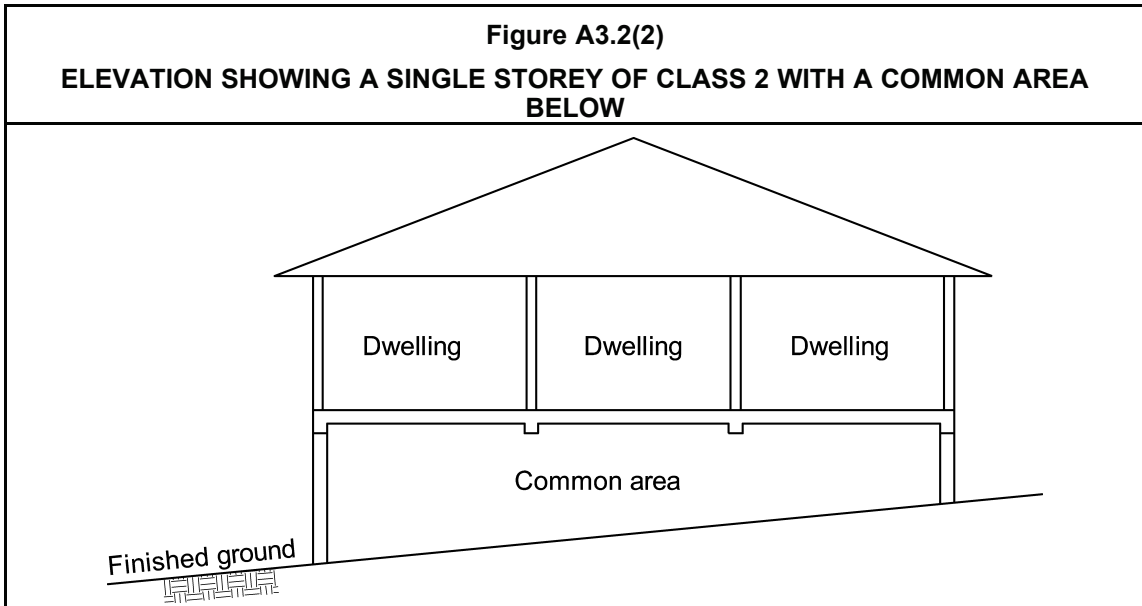 Figure A3.2(2)
ELEVATION SHOWING A SINGLE STOREY OF CLASS 2 WITH A COMMON AREA
BELOW
Dwelling Dwelling Dwelling
Common area
Finished ground